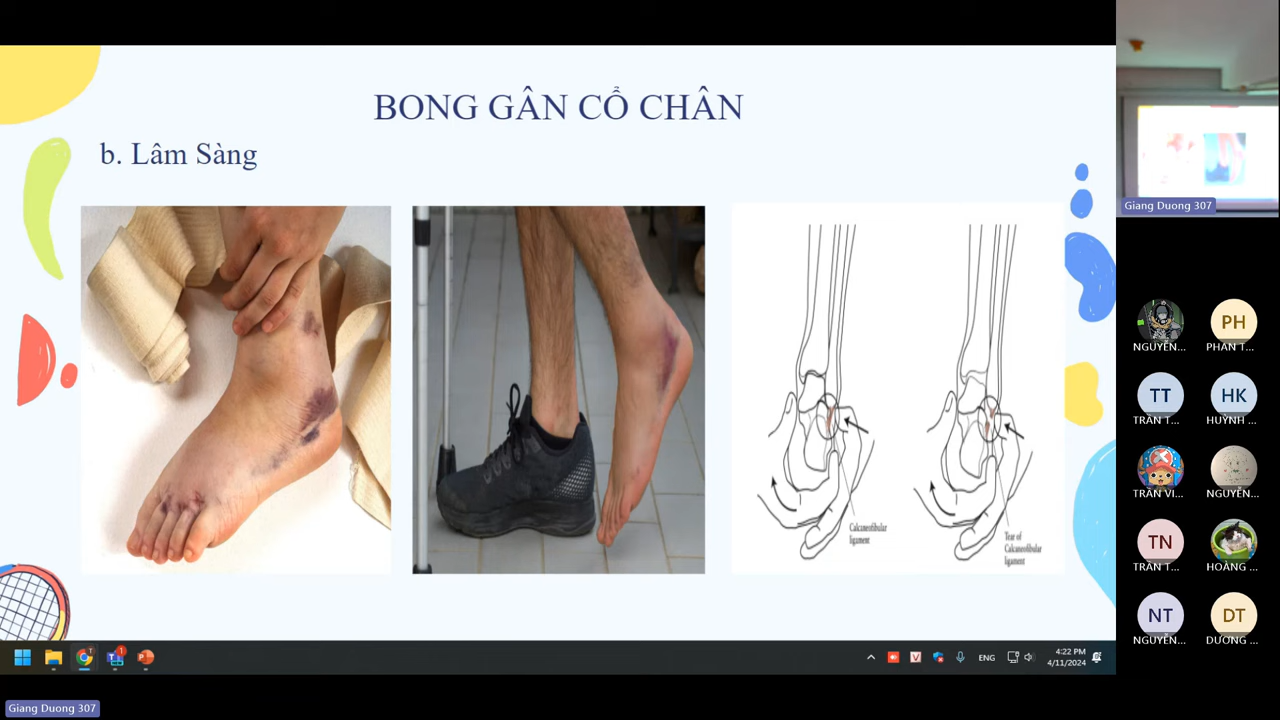 BONG GÂN CỔ CHÂN
b. Lâm Sàng
Calcaneofibular
ligament
Tear of
Calcaneofibular
ligament
Giang Duong 307
NGUYỄN...
PH
PHAN T...
TT
TRẦN T...
HK
HUỲNH ...
TRẦN VI...
NGUYỄN...
TN
TRẦN T...
HOÀNG ...
NT
NGUYỄN...
DT
DƯƠNG ...
ENG
4:22 PM
4/11/2024
Giang Duong 307